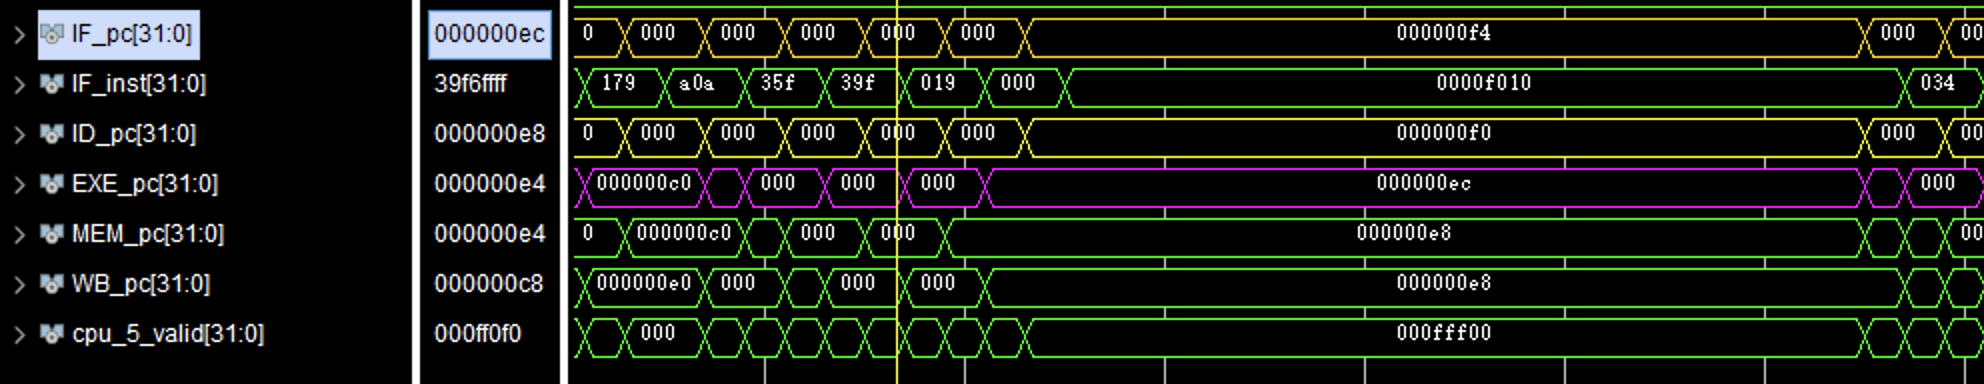 IF_pc[31:0] 000000ec 0 000 000 000 000 000 000000f4 000 00
IF_inst[31:0] 39f6ffff 179 a0a 35f 39f 019 000 0000f010 034
ID_pc[31:0] 000000e8 0 000 000 000 000 000 000000f0 000 00
EXE_pc[31:0] 000000e4 000000c0 000 000 000 000000ec 000
MEM_pc[31:0] 000000e4 0 000000c0 000 000 000000e8 00
WB_pc[31:0] 000000c8 000000e0 000 000 000 000000e8
cpu_5_valid[31:0] 000ff0f0 000 000fff00